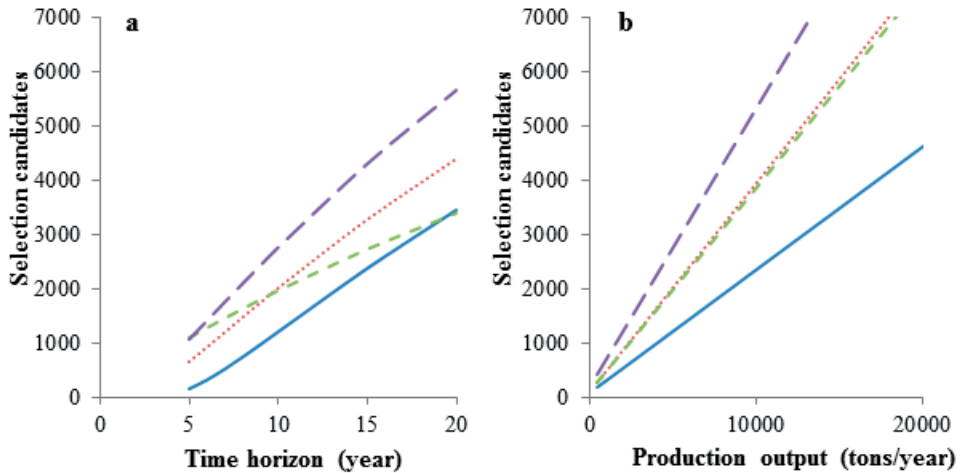 a
7000
6000
5000
4000
3000
2000
1000
0
Selection candidates
0 5 10 15 20
Time horizon (year)
b
7000
6000
5000
4000
3000
2000
1000
0
Selection candidates
0 10000 20000
Production output (tons/year)